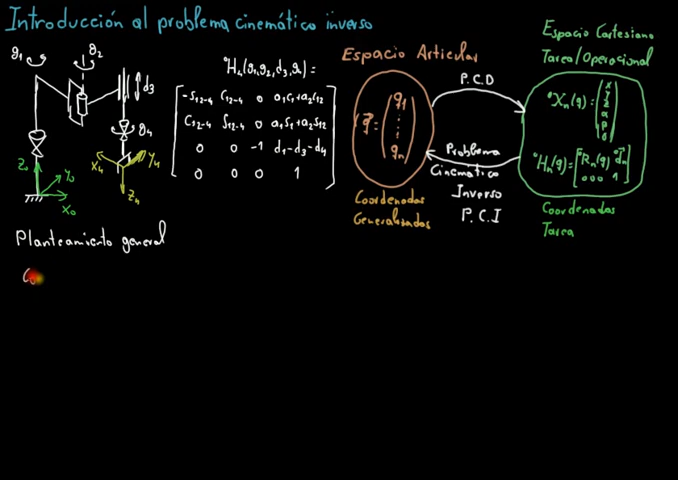 Introducción al problema cinemático inverso
θ1
θ2
d3
θ4
Z0
Y0
X0
X4
Y4
Z4
⁰H4(θ1,θ2,d3,θ4)=
-S12-4 C12-4 0 a1C1+a2C12
C12-4 S12-4 0 a1S1+a2S12
0 0 -1 d1-d3-d4
0 0 0 1
Espacio Articular
q⃗ = (q1 ⋮ qn)
Coordenadas
Generalizadas
P.C.D
Problema
Cinemático
Inverso
P.C.I
Espacio Cartesiano
Tarea/Operacional
⁰Xn(q) = (x y z α β γ)
⁰Hn(q) = [⁰Rn(q) ⁰d⃗n
0 0 0 1]
Coordenadas
Tarea
Planteamiento general